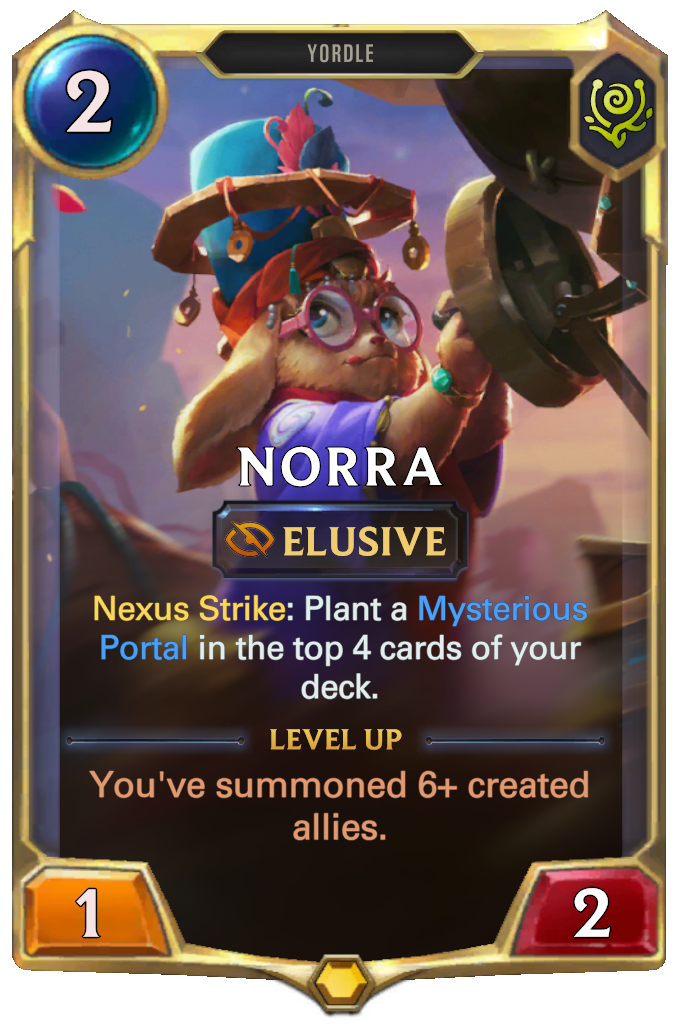 YORDLE
2
NORRA
ELUSIVE
Nexus Strike: Plant a Mysterious
Portal in the top 4 cards of your
deck.
LEVEL UP
You've summoned 6+ created
allies.
1
2